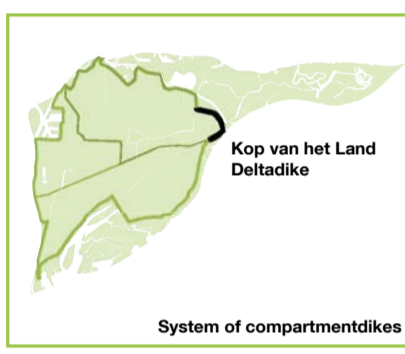 Kop van het Land
Deltadike
System of compartmentdikes